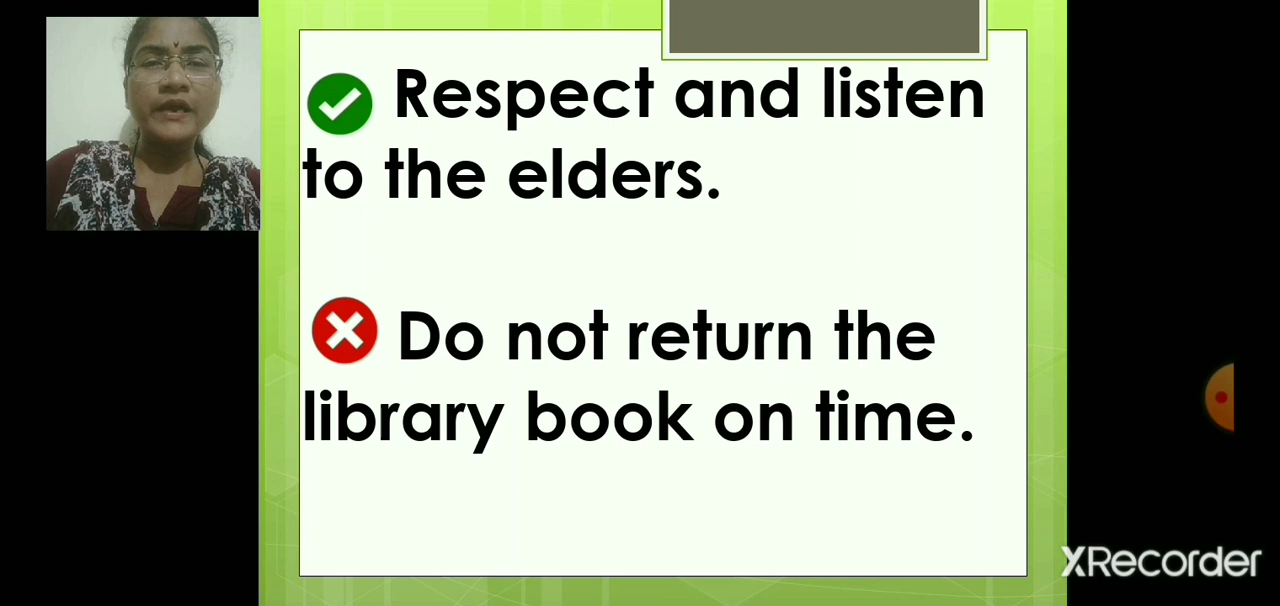 Respect and listen
to the elders.
Do not return the
library book on time.
XRecorder